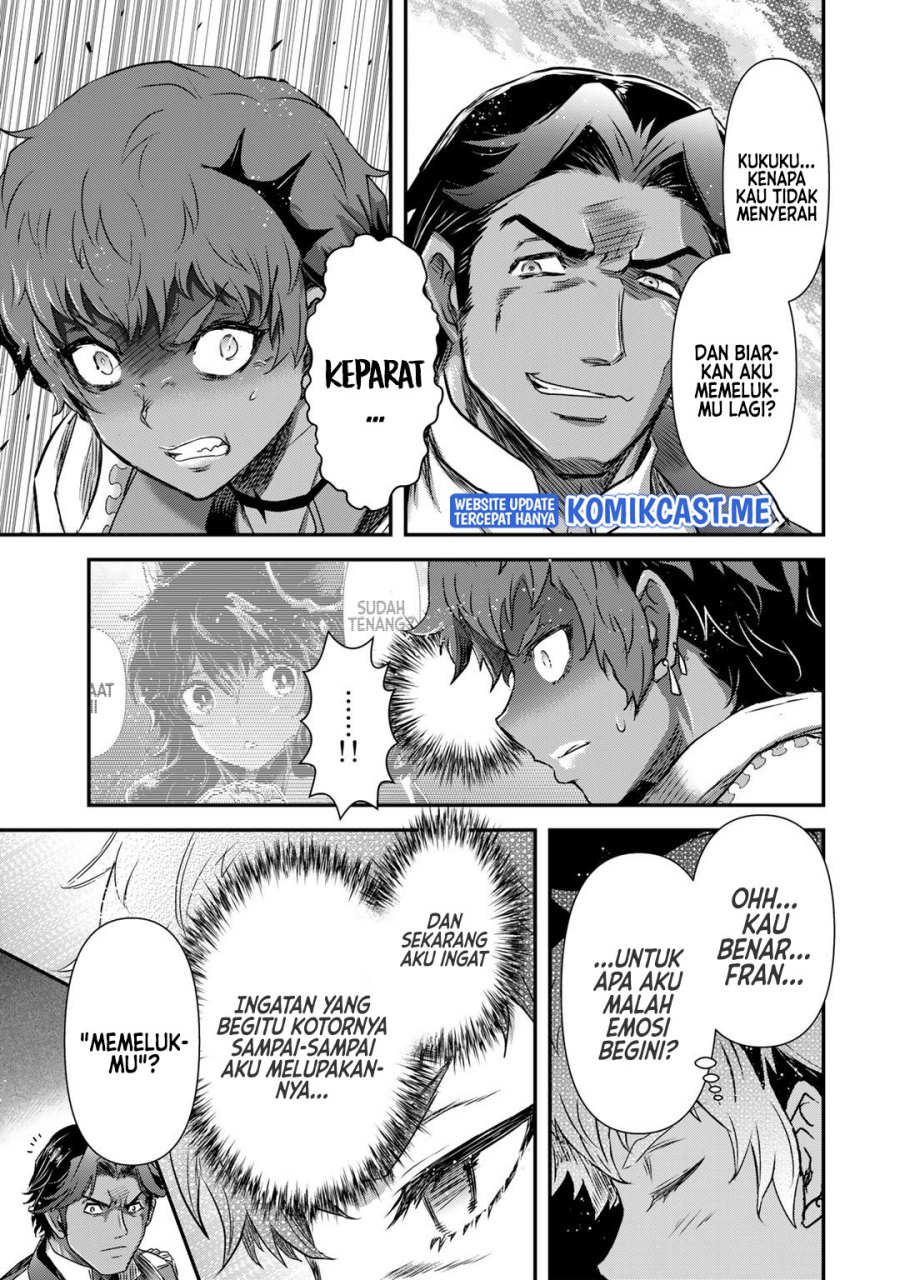 KUKUKU...
KENAPA
KAU TIDAK
MENYERAH
DAN BIAR-
KAN AKU
MEMELUK-
MU LAGI?
KEPARAT
...
WEBSITE UPDATE
TERCEPAT HANYA
KOMIKCAST.ME
SUDAH
TENANG?
......!!
OHH...
KAU
BENAR...
FRAN.
...UNTUK
APA AKU
MALAH
EMOSI
BEGINI?
DAN
SEKARANG
AKU INGAT
INGATAN YANG
BEGITU KOTORNYA
SAMPAI-SAMPAI
AKU MELUPAKAN-
NYA...
"MEMELUK-
MU"?